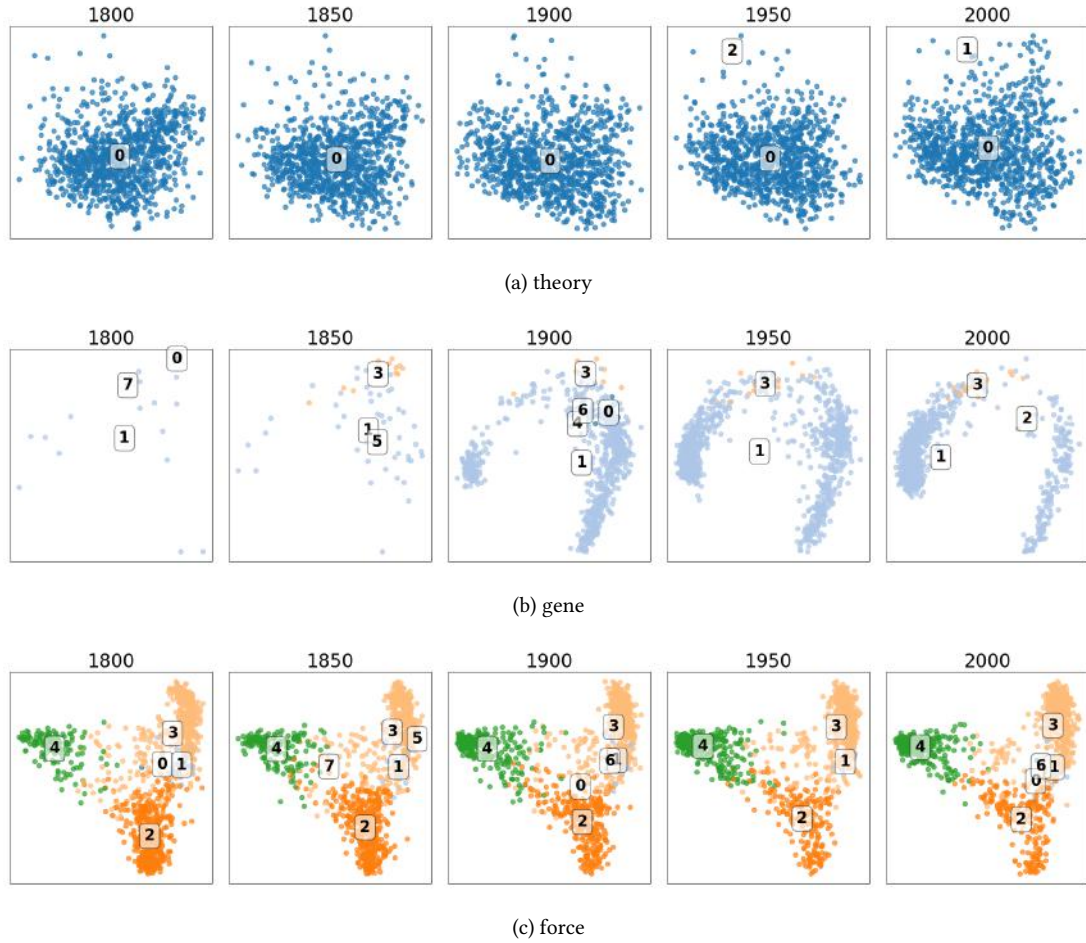 1800 1850 1900 1950 2000
2 1
0 0 0 0 0
(a) theory
1800 1850 1900 1950 2000
0
7 3 3 3 3
6 0 2
1 1 4
5 1 1 1
(b) gene
1800 1850 1900 1950 2000
3 3 5 3 3 3
4 4 4 4 4
0 1 7 1 6 1 6 1
0 0
2 2 2 2 2
(c) force